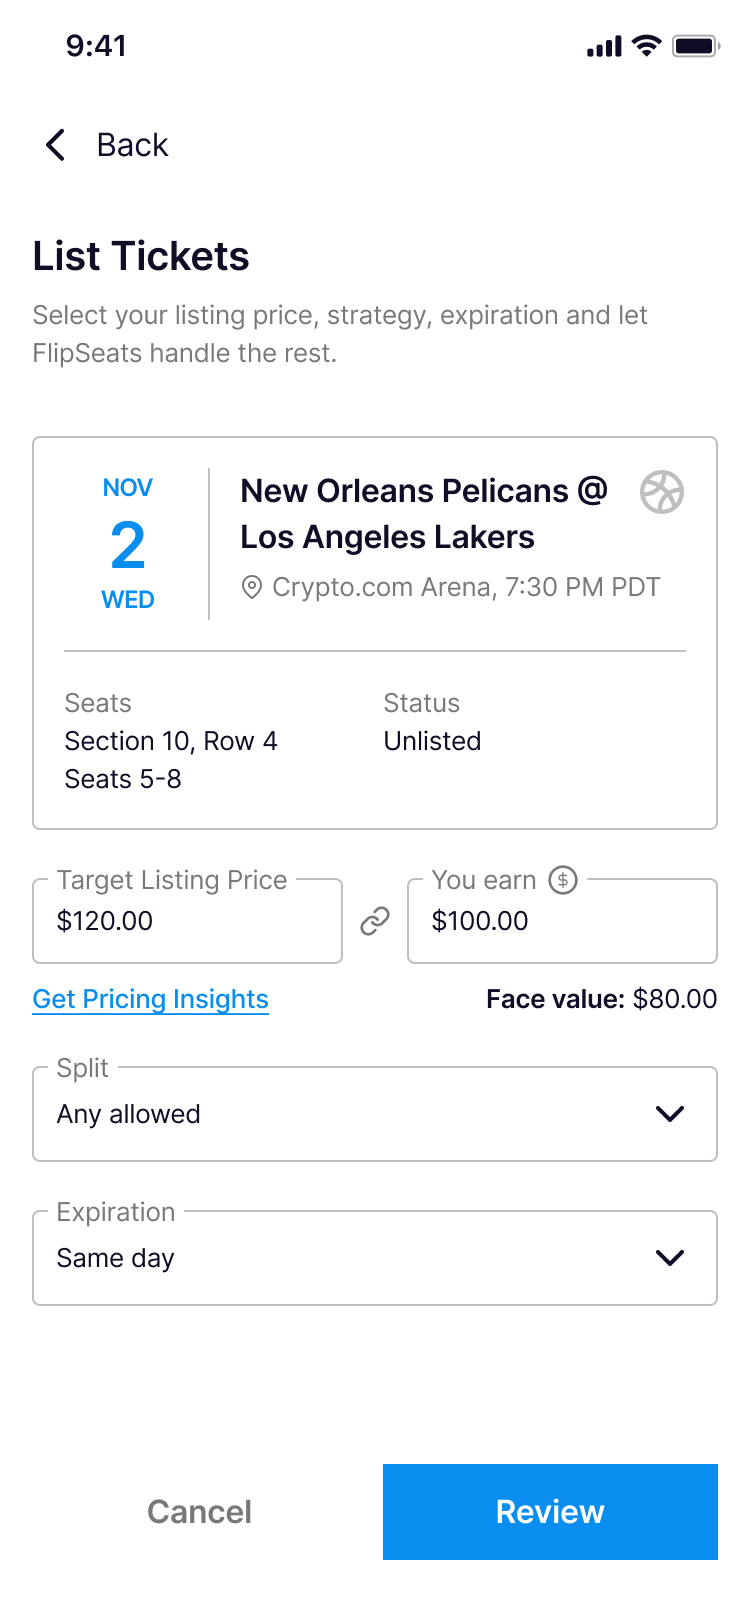 9:41
Back
List Tickets
Select your listing price, strategy, expiration and let
FlipSeats handle the rest.
NOV
2
WED
New Orleans Pelicans @
Los Angeles Lakers
Crypto.com Arena, 7:30 PM PDT
Seats
Section 10, Row 4
Seats 5-8
Status
Unlisted
Target Listing Price
$120.00
You earn $
$100.00
Get Pricing Insights
Face value: $80.00
Split
Any allowed
Expiration
Same day
Cancel
Review